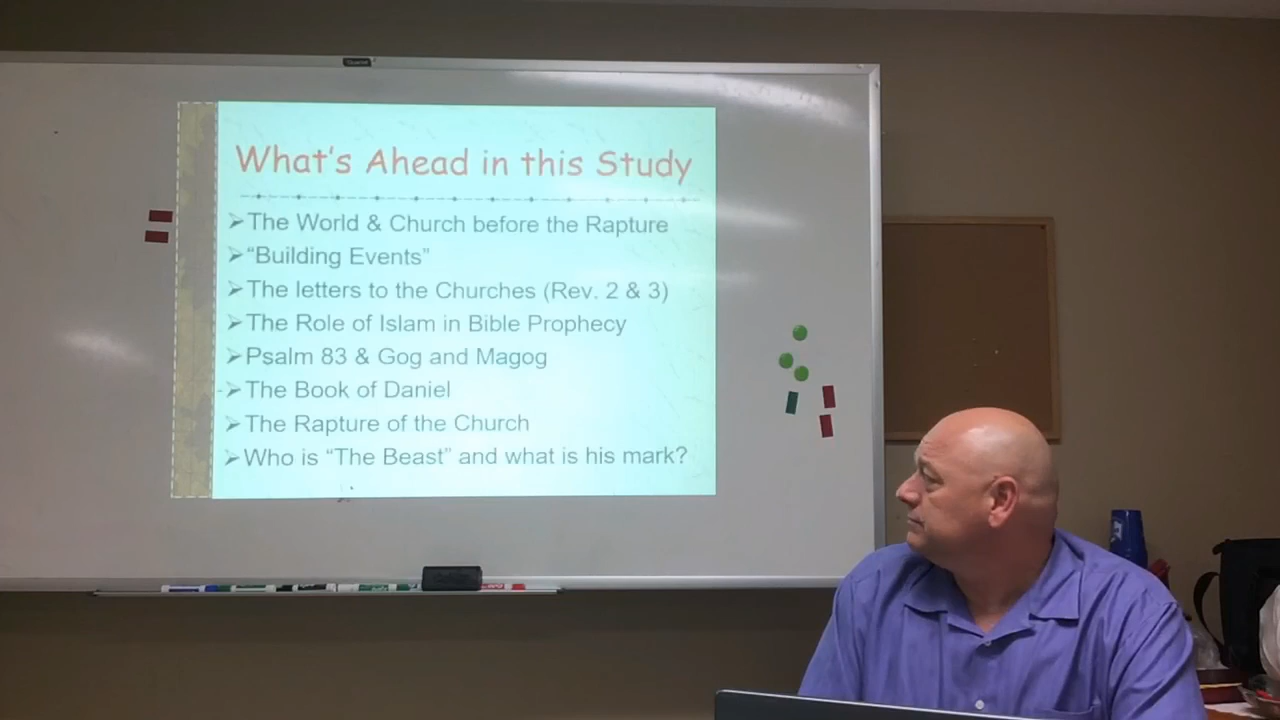 What's Ahead in this Study
➢The World & Church before the Rapture
➢"Building Events"
➢The letters to the Churches (Rev. 2 & 3)
➢The Role of Islam in Bible Prophecy
➢Psalm 83 & Gog and Magog
➢The Book of Daniel
➢The Rapture of the Church
➢Who is "The Beast" and what is his mark?